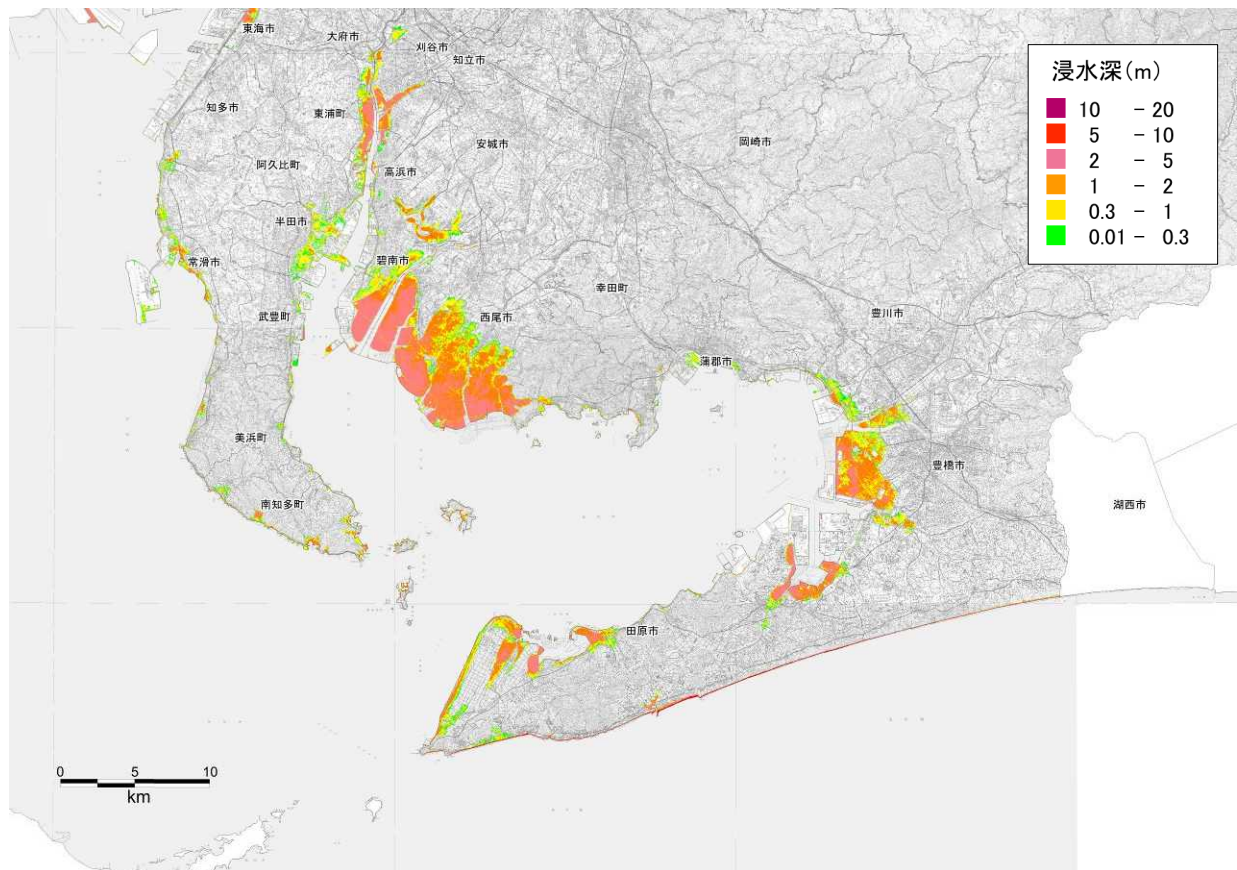 東海市
大府市
刈谷市
知立市
知多市
東浦町
安城市
岡崎市
阿久比町
高浜市
半田市
碧南市
常滑市
武豊町
西尾市
幸田町
豊川市
蒲郡市
美浜町
豊橋市
南知多町
湖西市
田原市
浸水深(m)
10 - 20
5 - 10
2 - 5
1 - 2
0.3 - 1
0.01 - 0.3
0 5 10
km